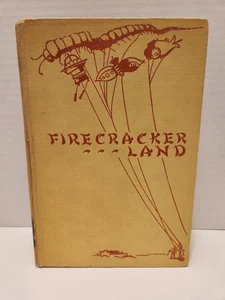 FIRECRACKER
- - - LAND